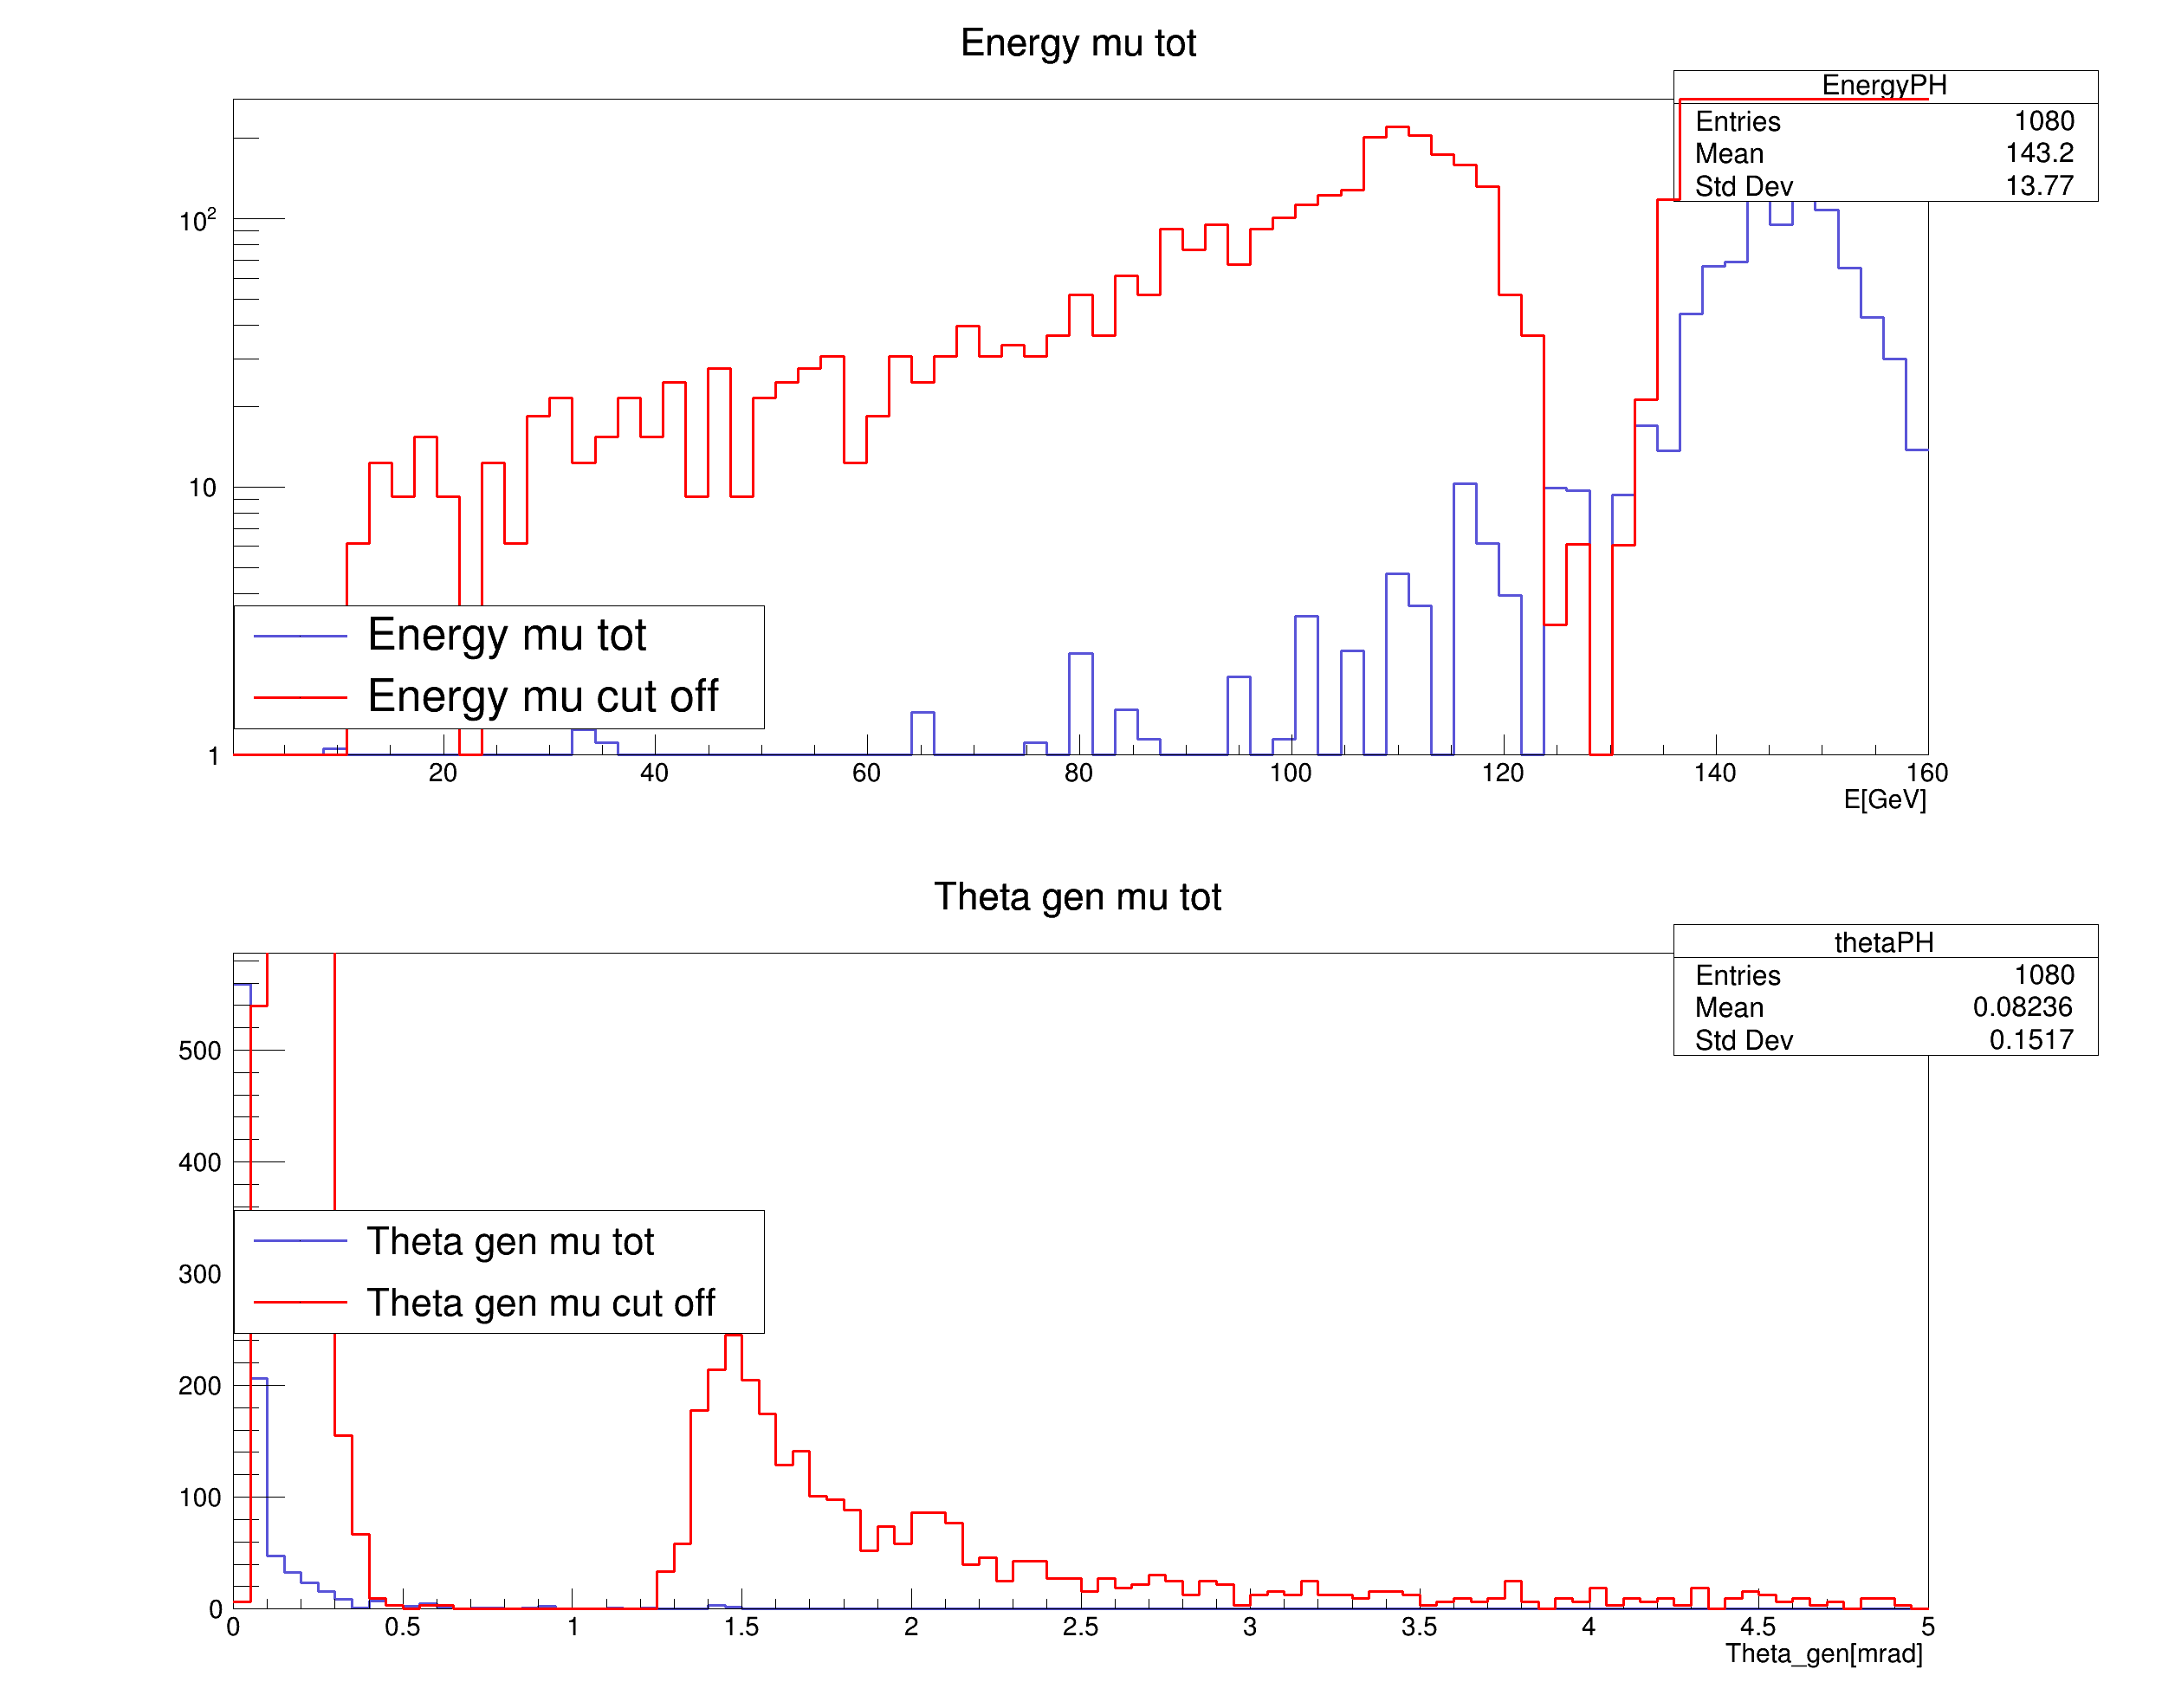 Energy mu tot
EnergyPH
Entries 1080
Mean 143.2
Std Dev 13.77
10²
10
1
Energy mu tot
Energy mu cut off
20 40 60 80 100 120 140 160
E[GeV]
Theta gen mu tot
thetaPH
Entries 1080
Mean 0.08236
Std Dev 0.1517
500
400
300
200
100
0
Theta gen mu tot
Theta gen mu cut off
0 0.5 1 1.5 2 2.5 3 3.5 4 4.5 5
Theta_gen[mrad]